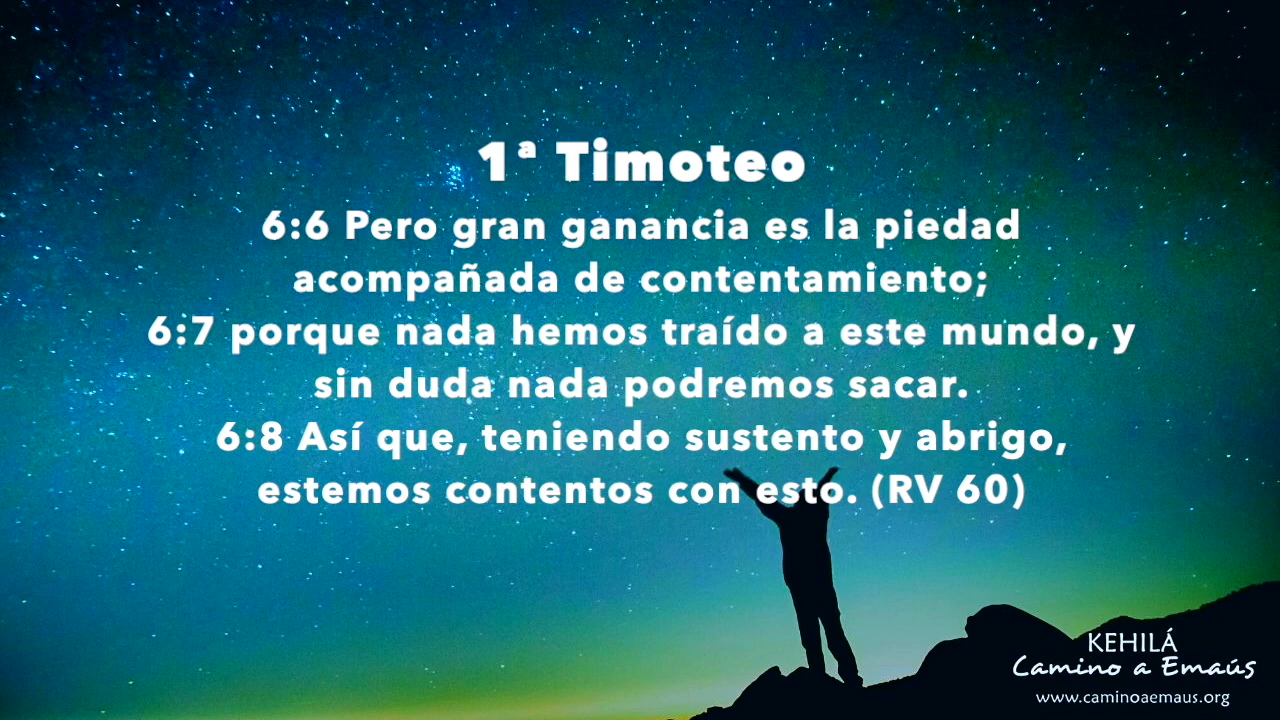 1ª Timoteo
6:6 Pero gran ganancia es la piedad
acompañada de contentamiento;
6:7 porque nada hemos traído a este mundo, y
sin duda nada podremos sacar.
6:8 Así que, teniendo sustento y abrigo,
estemos contentos con esto. (RV 60)
KEHILÁ
Camino a Emaús
www.caminoaemaus.org